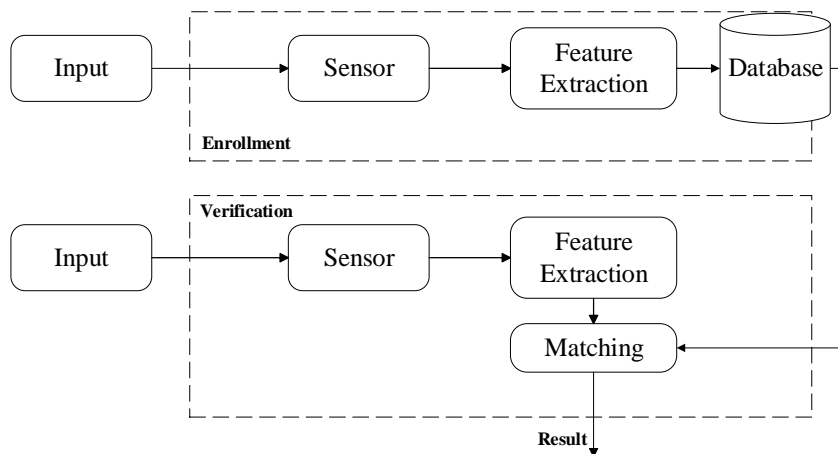 Input
Sensor
Feature
Extraction
Database
Enrollment
Verification
Input
Sensor
Feature
Extraction
Matching
Result